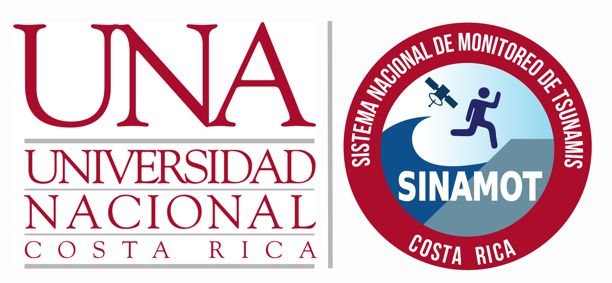 UNA
UNIVERSIDAD
NACIONAL
COSTA RICA
SISTEMA NACIONAL DE MONITOREO DE TSUNAMIS
SINAMOT
COSTA RICA